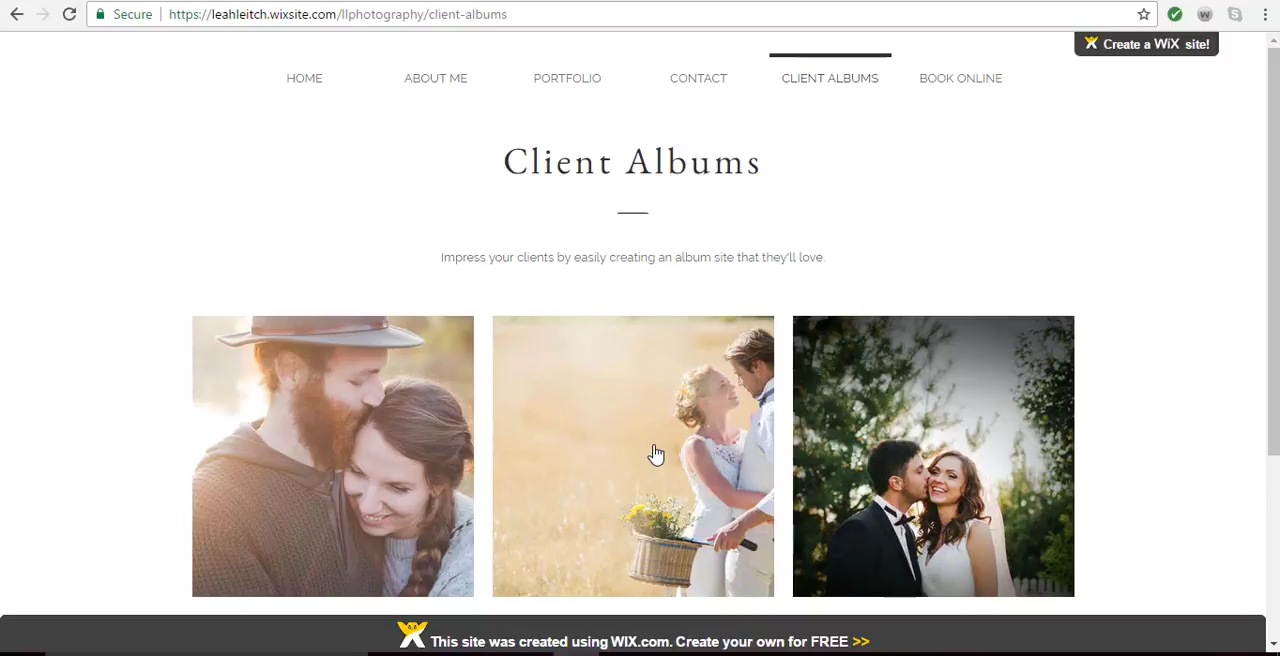 Secure https://leahleitch.wixsite.com/llphotography/client-albums
Create a WiX site!
HOME ABOUT ME PORTFOLIO CONTACT CLIENT ALBUMS BOOK ONLINE
Client Albums
Impress your clients by easily creating an album site that they'll love.
This site was created using WIX.com. Create your own for FREE >>